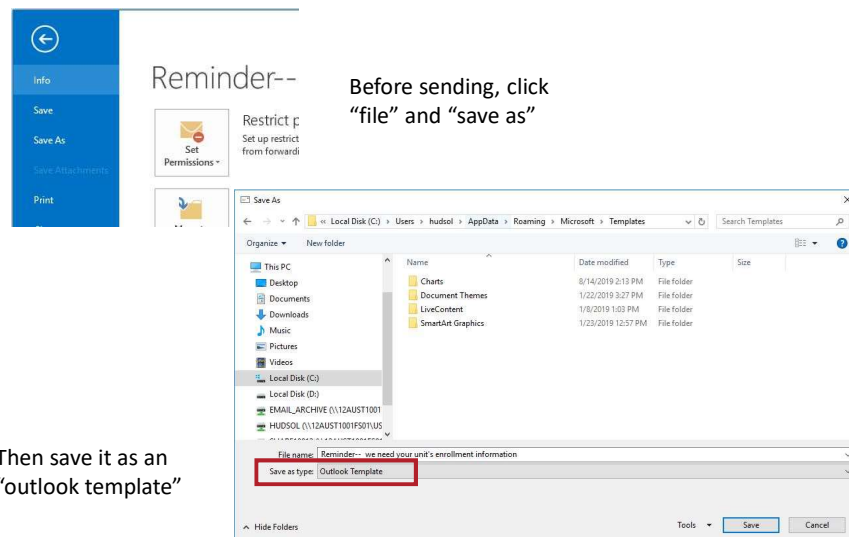 Info
Save
Save As
Save Attachments
Print
Reminder--
Set
Permissions
Restrict p
Set up restrict
from forwardi
Before sending, click
“file” and “save as”
Save As
« Local Disk (C:) › Users › hudsol › AppData › Roaming › Microsoft › Templates
Search Templates
Organize
New folder
Name
Date modified
Type
Size
This PC
Desktop
Documents
Downloads
Music
Pictures
Videos
Local Disk (C:)
Local Disk (D:)
EMAIL_ARCHIVE (\\12AUST1001
HUDSOL (\\12AUST1001FS01\US
Charts 8/14/2019 2:13 PM File folder
Document Themes 1/22/2019 3:27 PM File folder
LiveContent 1/8/2019 1:03 PM File folder
SmartArt Graphics 1/23/2019 12:57 PM File folder
Then save it as an
“outlook template”
File name: Reminder-- we need your unit's enrollment information
Save as type: Outlook Template
Hide Folders
Tools
Save
Cancel